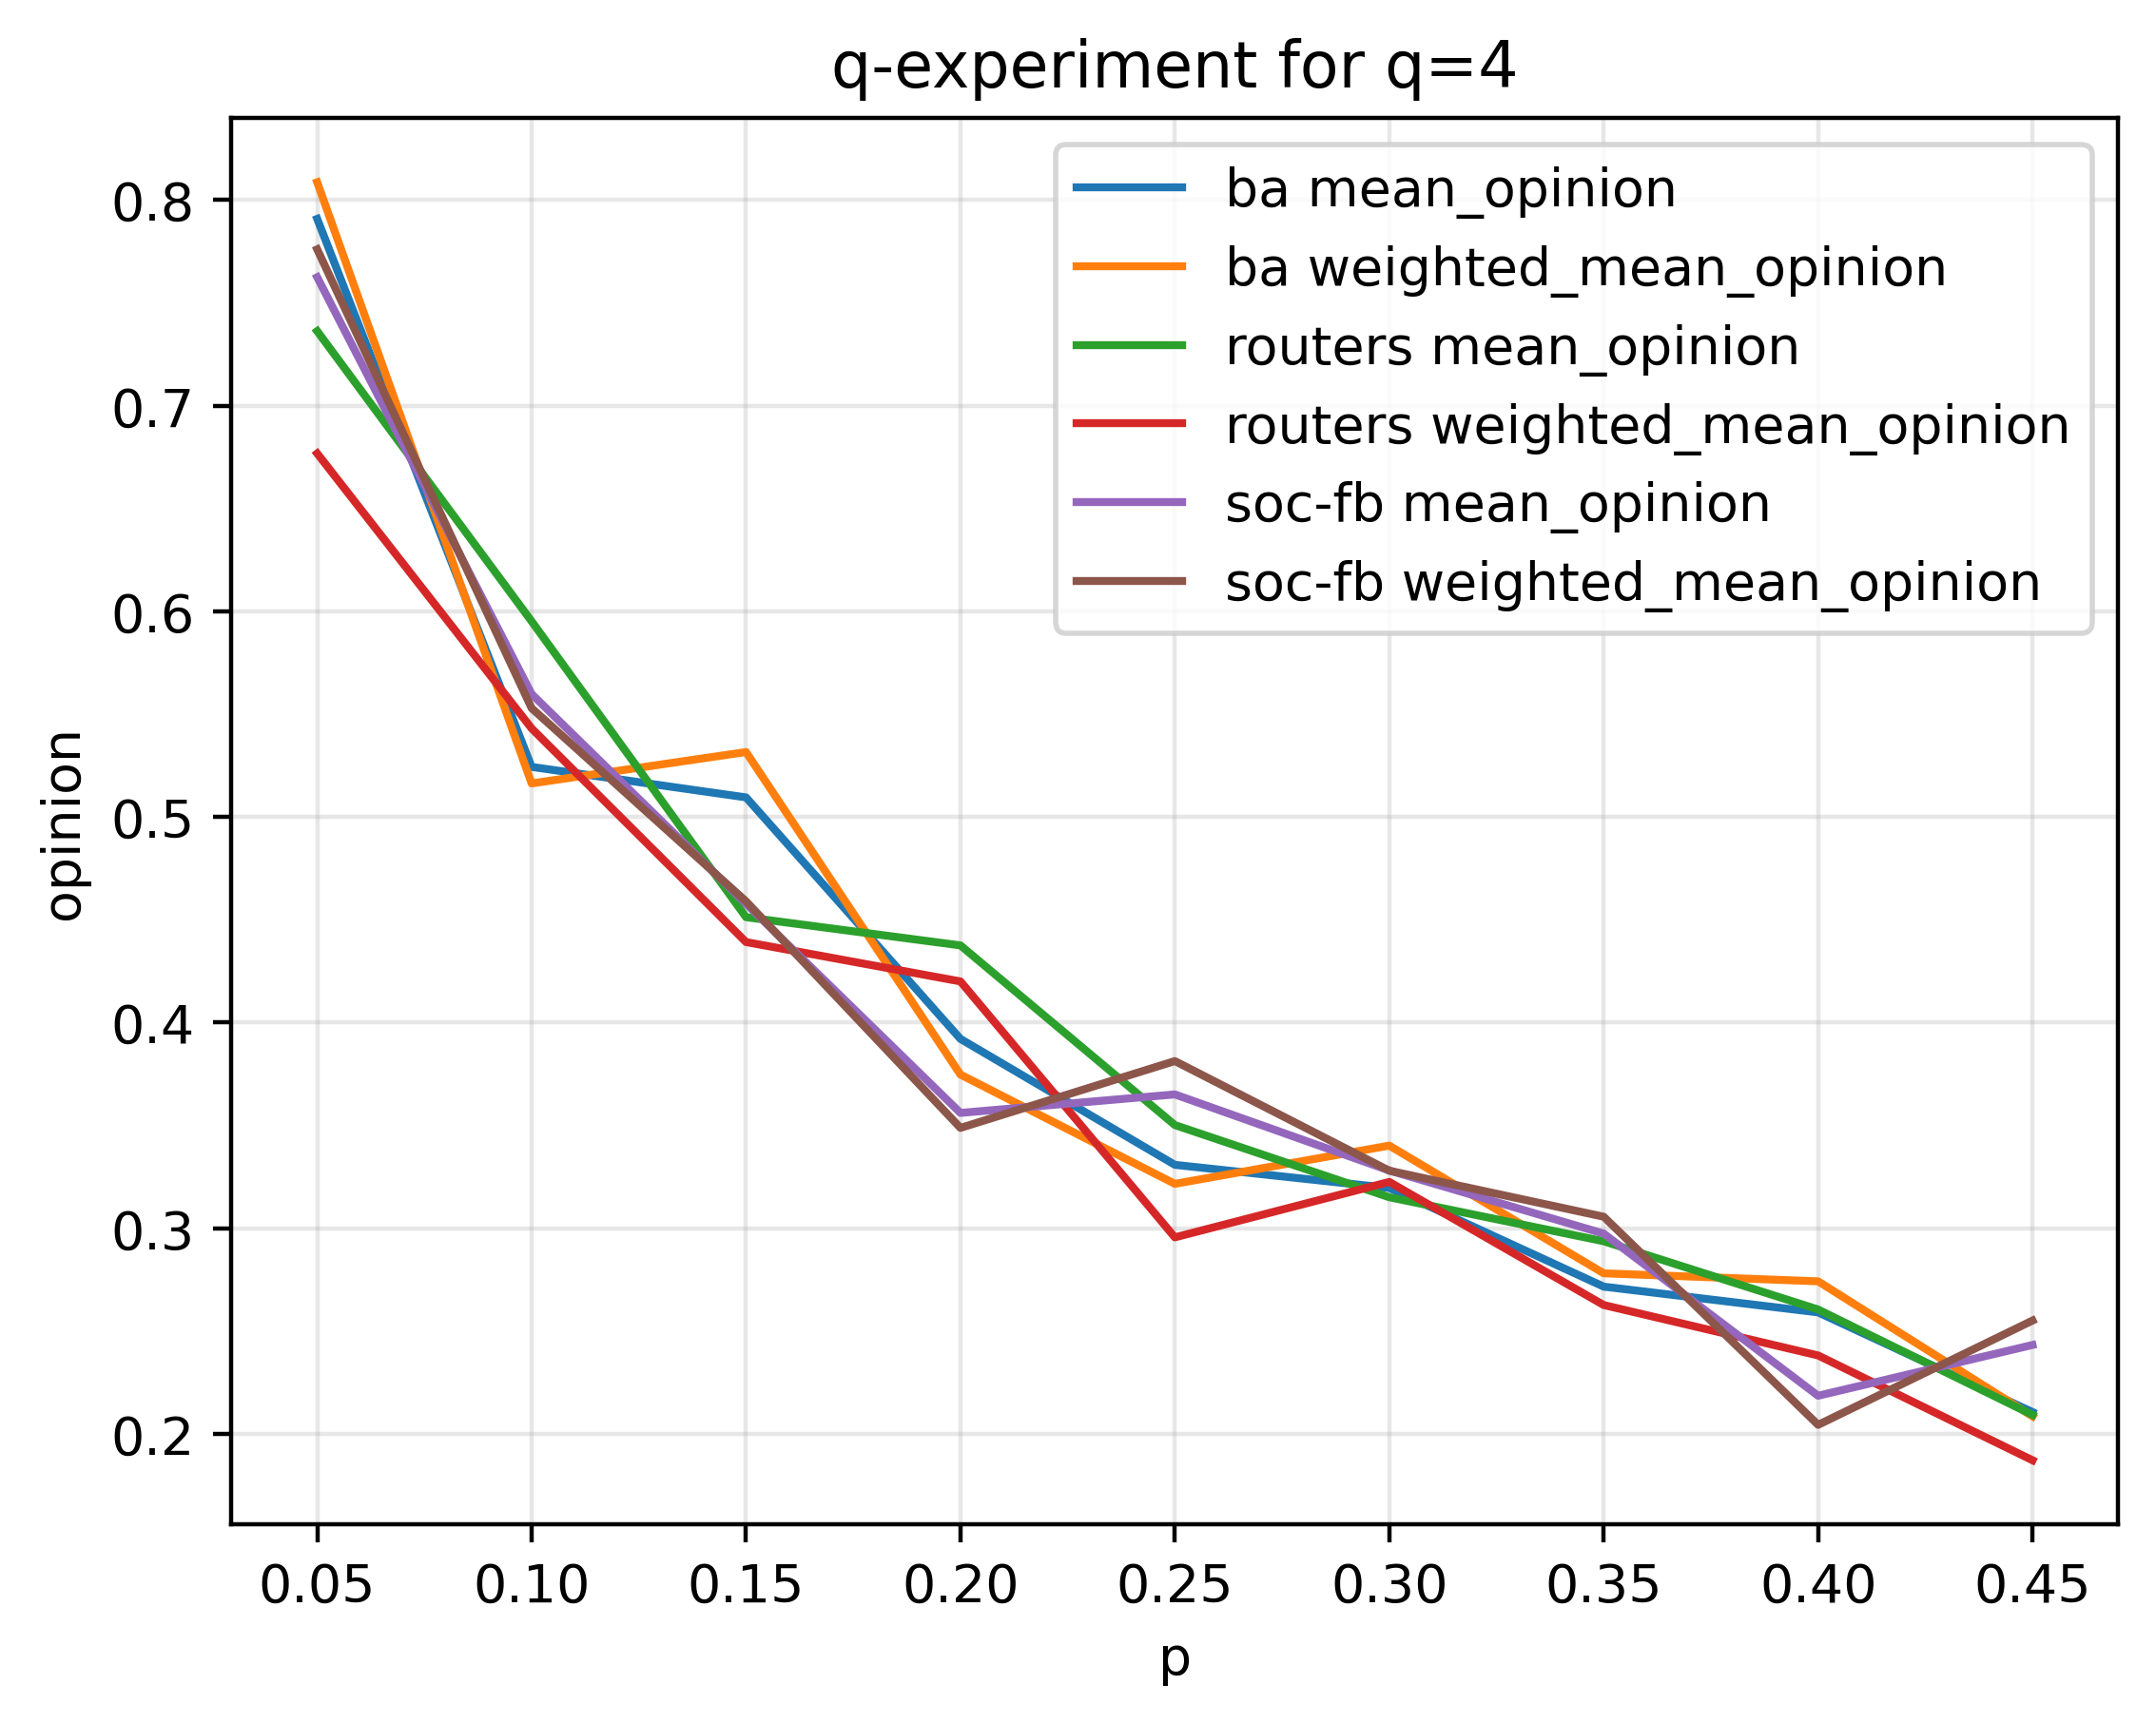 q-experiment for q=4
ba mean_opinion
ba weighted_mean_opinion
routers mean_opinion
routers weighted_mean_opinion
soc-fb mean_opinion
soc-fb weighted_mean_opinion
opinion
0.8
0.7
0.6
0.5
0.4
0.3
0.2
0.05 0.10 0.15 0.20 0.25 0.30 0.35 0.40 0.45
p